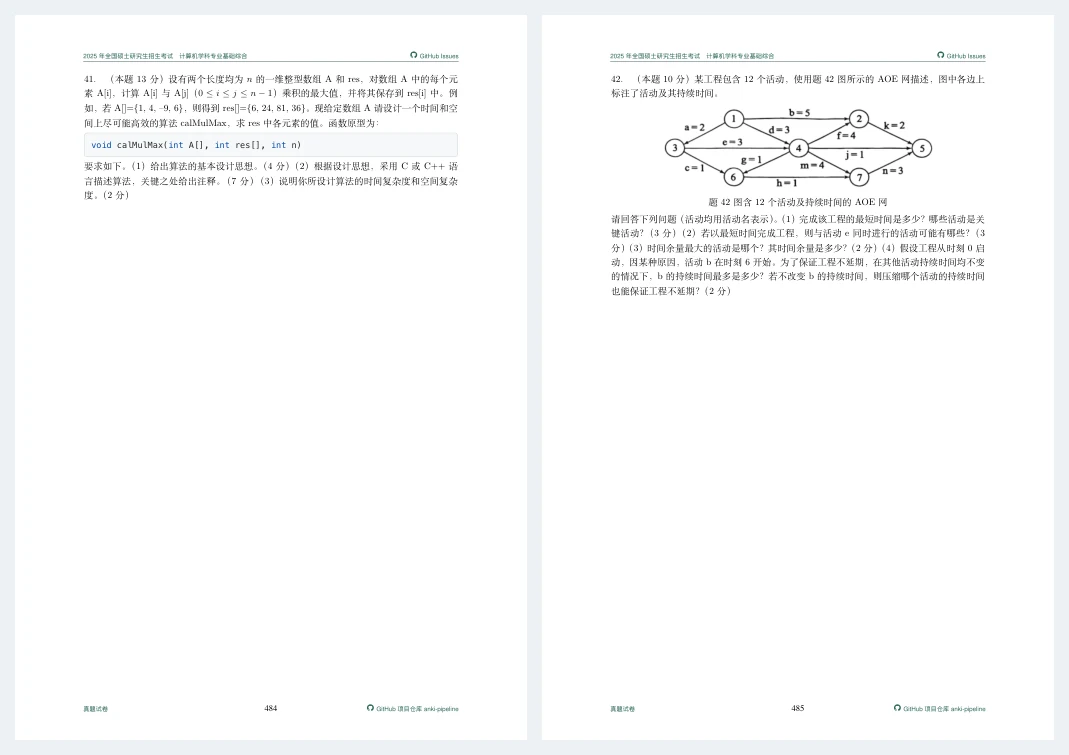 2025 年全国硕士研究生招生考试 计算机学科专业基础综合
GitHub Issues
41. （本题 13 分）设有两个长度均为 n 的一维整型数组 A 和 res，对数组 A 中的每个元
素 A[i]，计算 A[i] 与 A[j]（0 ≤ i ≤ j ≤ n − 1）乘积的最大值，并将其保存到 res[i] 中。例
如，若 A[]={1, 4, –9, 6}，则得到 res[]={6, 24, 81, 36}。现给定数组 A 请设计一个时间和空
间上尽可能高效的算法 calMulMax，求 res 中各元素的值。函数原型为：
void calMulMax(int A[], int res[], int n)
要求如下。（1）给出算法的基本设计思想。（4 分）（2）根据设计思想，采用 C 或 C++ 语
言描述算法，关键之处给出注释。（7 分）（3）说明你所设计算法的时间复杂度和空间复杂
度。（2 分）
真题试卷
484
GitHub 项目仓库 anki-pipeline
2025 年全国硕士研究生招生考试 计算机学科专业基础综合
GitHub Issues
42. （本题 10 分）某工程包含 12 个活动，使用题 42 图所示的 AOE 网描述，图中各边上
标注了活动及其持续时间。
1
b=5
2
a=2
d=3
f=4
k=2
3
e=3
4
j=1
5
c=1
g=1
m=4
n=3
6
h=1
7
题 42 图含 12 个活动及持续时间的 AOE 网
请回答下列问题（活动均用活动名表示）。（1）完成该工程的最短时间是多少？哪些活动是关
键活动？（3 分）（2）若以最短时间完成工程，则与活动 e 同时进行的活动可能有哪些？（3
分）（3）时间余量最大的活动是哪个？其时间余量是多少？（2 分）（4）假设工程从时刻 0 启
动，因某种原因，活动 b 在时刻 6 开始。为了保证工程不延期，在其他活动持续时间均不变
的情况下，b 的持续时间最多是多少？若不改变 b 的持续时间，则压缩哪个活动的持续时间
也能保证工程不延期？（2 分）
真题试卷
485
GitHub 项目仓库 anki-pipeline